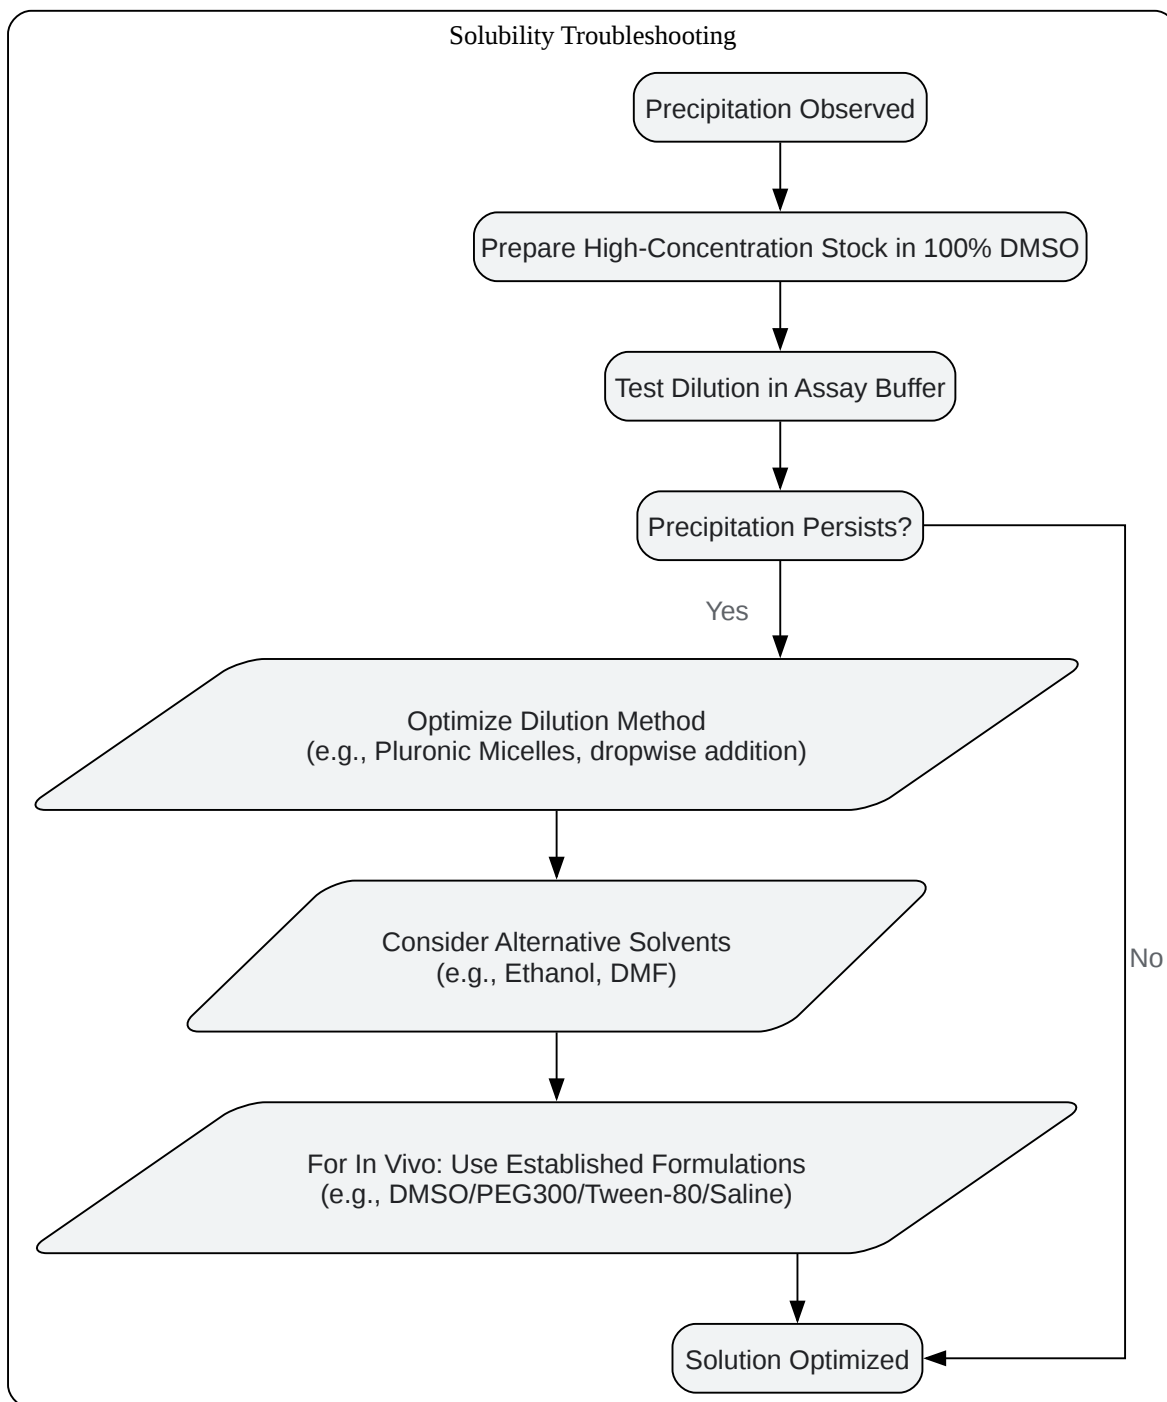 Solubility Troubleshooting
Precipitation Observed
Prepare High-Concentration Stock in 100% DMSO
Test Dilution in Assay Buffer
Precipitation Persists?
Yes
Optimize Dilution Method
(e.g., Pluronic Micelles, dropwise addition)
Consider Alternative Solvents
(e.g., Ethanol, DMF)
No
For In Vivo: Use Established Formulations
(e.g., DMSO/PEG300/Tween-80/Saline)
Solution Optimized